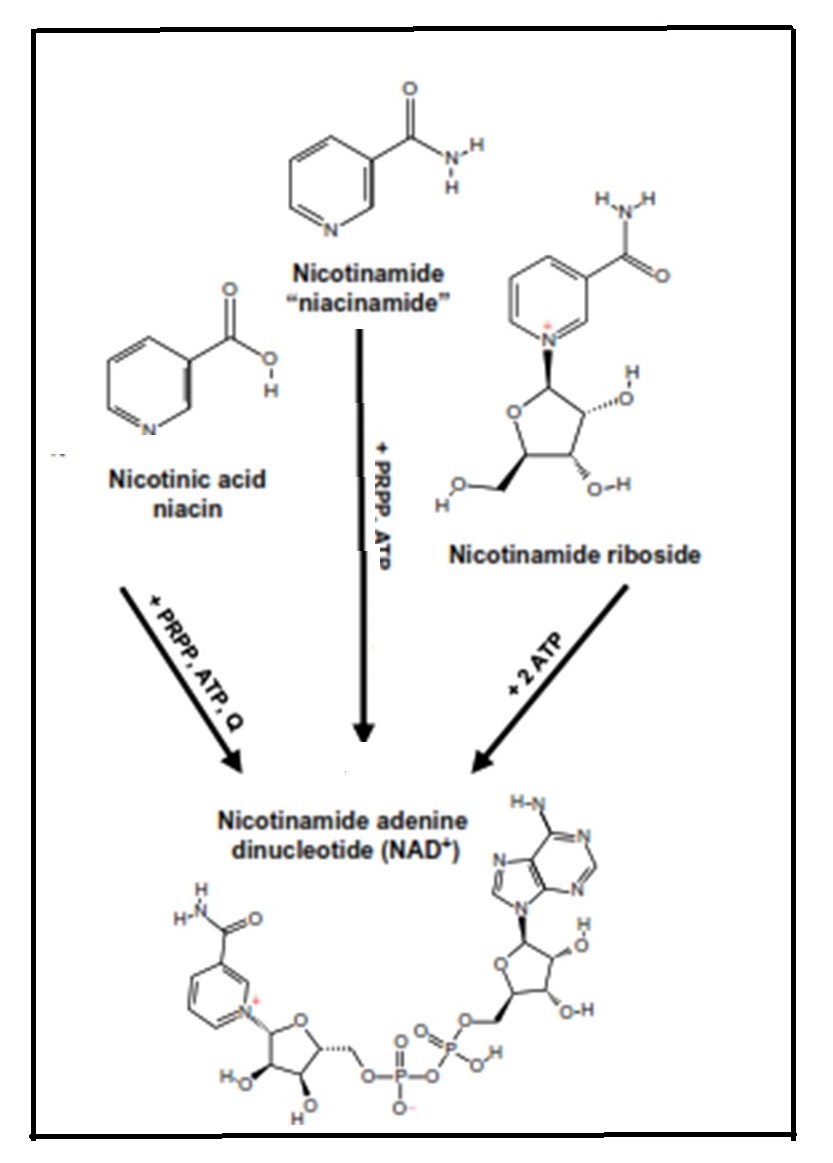 O
N
H
H
N
Nicotinamide
“niacinamide”
H
N
H
O
N
+
O
H
O
O
H
O
H
O-H
O
H
N
Nicotinic acid
niacin
Nicotinamide riboside
+ PRPP, ATP, Q
+ PRPP, ATP
+ 2 ATP
Nicotinamide adenine
dinucleotide (NAD⁺)
H-N
N
N
N
N
O
O
H
O-H
H
H-N
O
N
+
O
H
O
O
H
O
O
P
O⁻
O
O
P
O
H
O